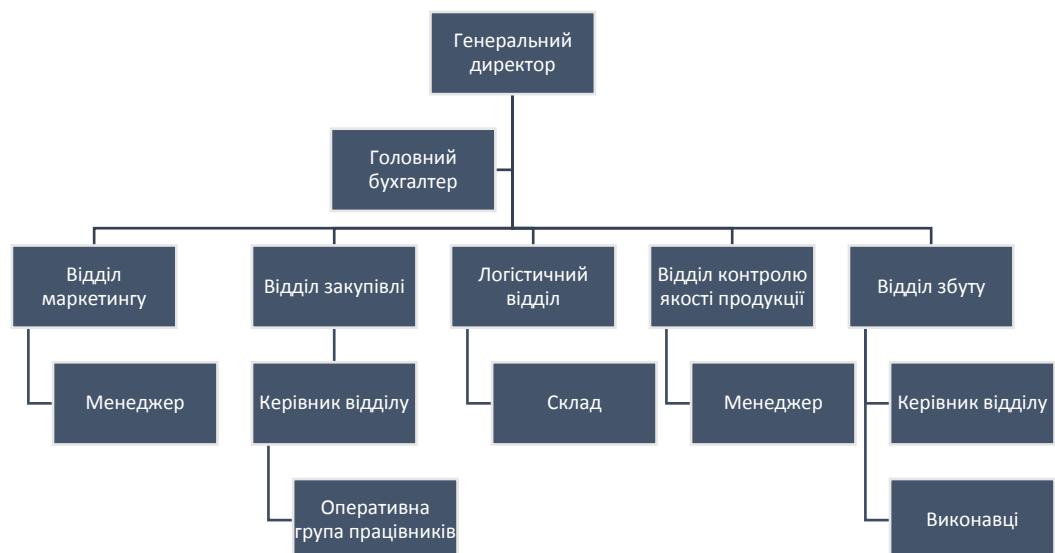 Генеральний
директор
Головний
бухгалтер
Відділ
маркетингу
Відділ закупівлі
Логістичний
відділ
Відділ контролю
якості продукції
Відділ збуту
Менеджер
Керівник відділу
Склад
Менеджер
Керівник відділу
Оперативна
група працівників
Виконавці